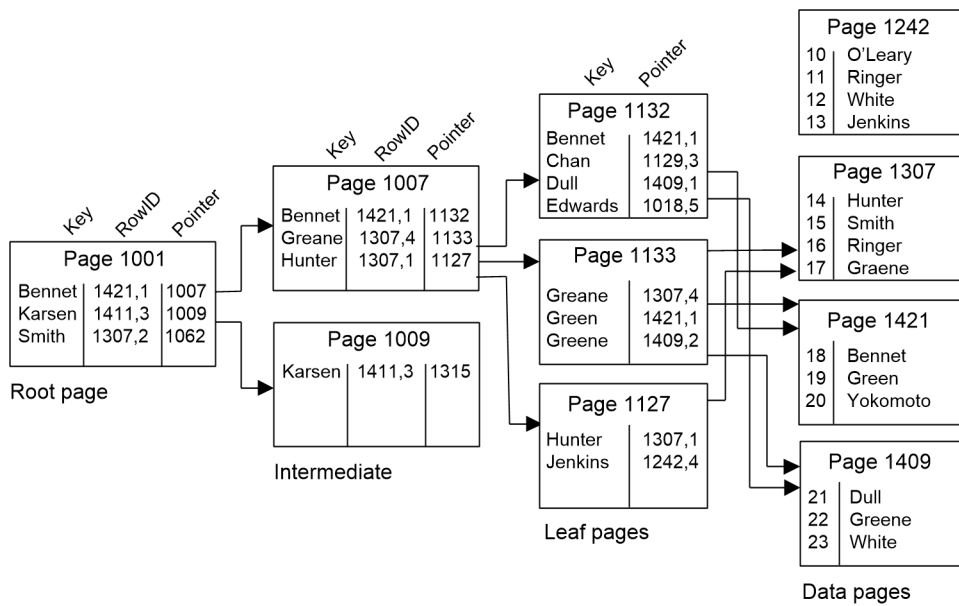 Key RowID Pointer
Page 1001
Bennet 1421,1 1007
Karsen 1411,3 1009
Smith 1307,2 1062
Root page
Key RowID Pointer
Page 1007
Bennet 1421,1 1132
Greane 1307,4 1133
Hunter 1307,1 1127
Page 1009
Karsen 1411,3 1315
Intermediate
Key Pointer
Page 1132
Bennet 1421,1
Chan 1129,3
Dull 1409,1
Edwards 1018,5
Page 1133
Greane 1307,4
Green 1421,1
Greene 1409,2
Page 1127
Hunter 1307,1
Jenkins 1242,4
Leaf pages
Page 1242
10 O'Leary
11 Ringer
12 White
13 Jenkins
Page 1307
14 Hunter
15 Smith
16 Ringer
17 Graene
Page 1421
18 Bennet
19 Green
20 Yokomoto
Page 1409
21 Dull
22 Greene
23 White
Data pages